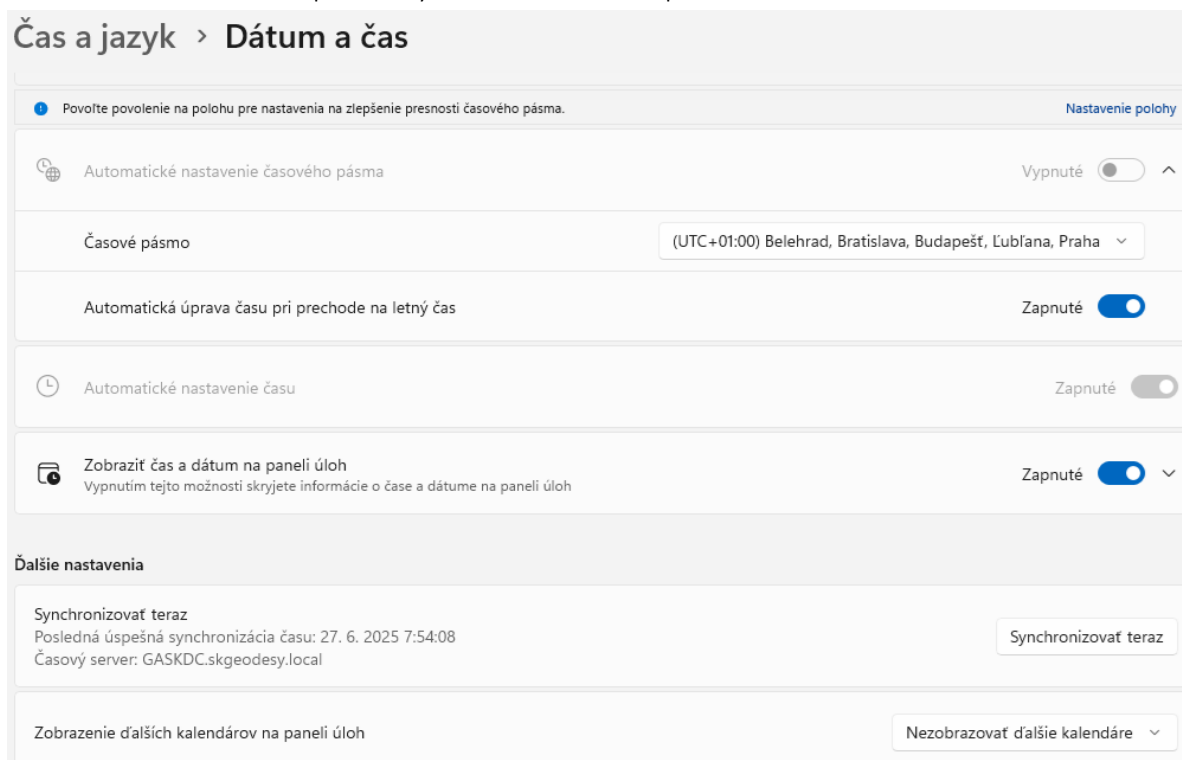 Čas a jazyk > Dátum a čas
Povoľte povolenie na polohu pre nastavenia na zlepšenie presnosti časového pásma. Nastavenie polohy
Automatické nastavenie časového pásma Vypnuté
Časové pásmo (UTC+01:00) Belehrad, Bratislava, Budapešť, Ľubľana, Praha
Automatická úprava času pri prechode na letný čas Zapnuté
Automatické nastavenie času Zapnuté
Zobraziť čas a dátum na paneli úloh Zapnuté
Vypnutím tejto možnosti skryjete informácie o čase a dátume na paneli úloh
Ďalšie nastavenia
Synchronizovať teraz
Posledná úspešná synchronizácia času: 27. 6. 2025 7:54:08
Časový server: GASKDC.skgeodesy.local
Synchronizovať teraz
Zobrazenie ďalších kalendárov na paneli úloh Nezobrazovať ďalšie kalendáre